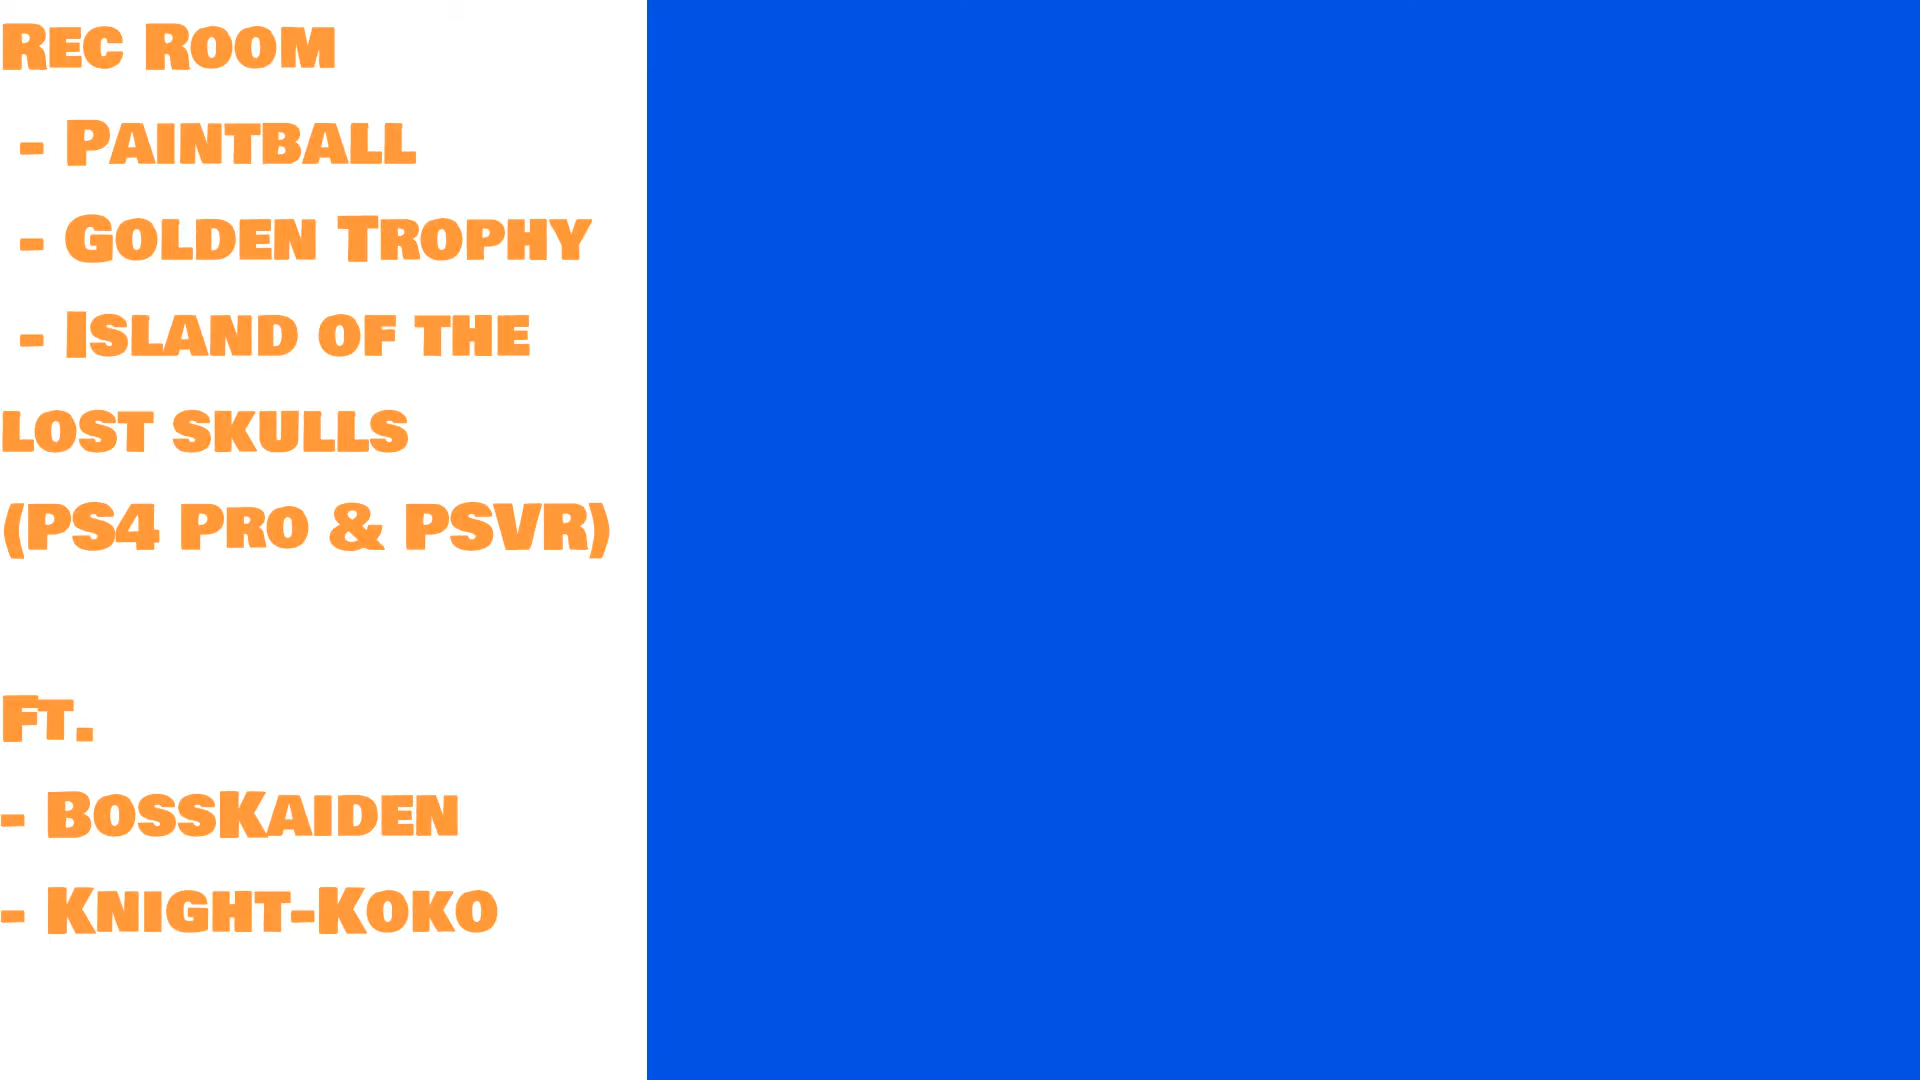 Rec Room
- Paintball
- Golden Trophy
- Island of the
lost skulls
(PS4 Pro & PSVR)
Ft.
- BossKaiden
- Knight-Koko